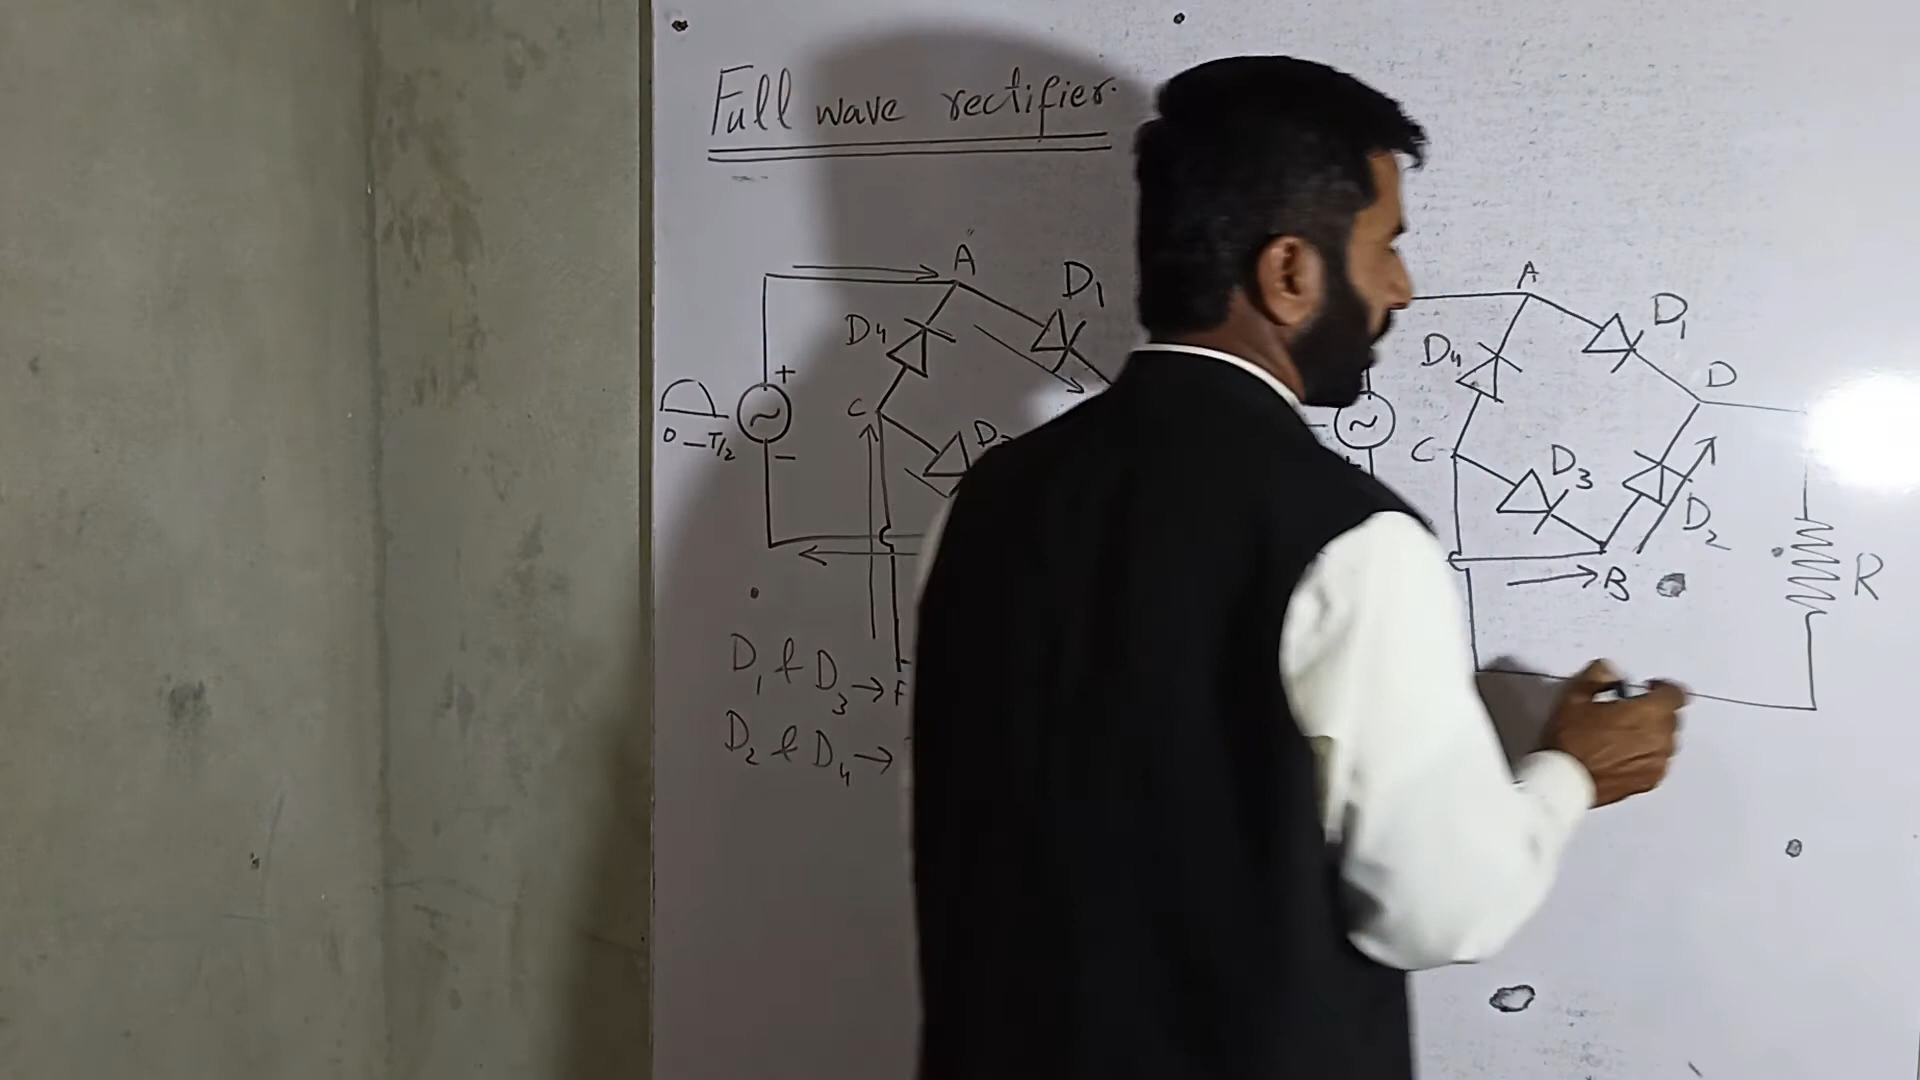 Full wave rectifier.
A
D1
D4
+
C
0 – T/2
~
–
D1 & D3 → F
D2 & D4 →
A
D1
D4
D
~
–
C
D3
D2
B
R